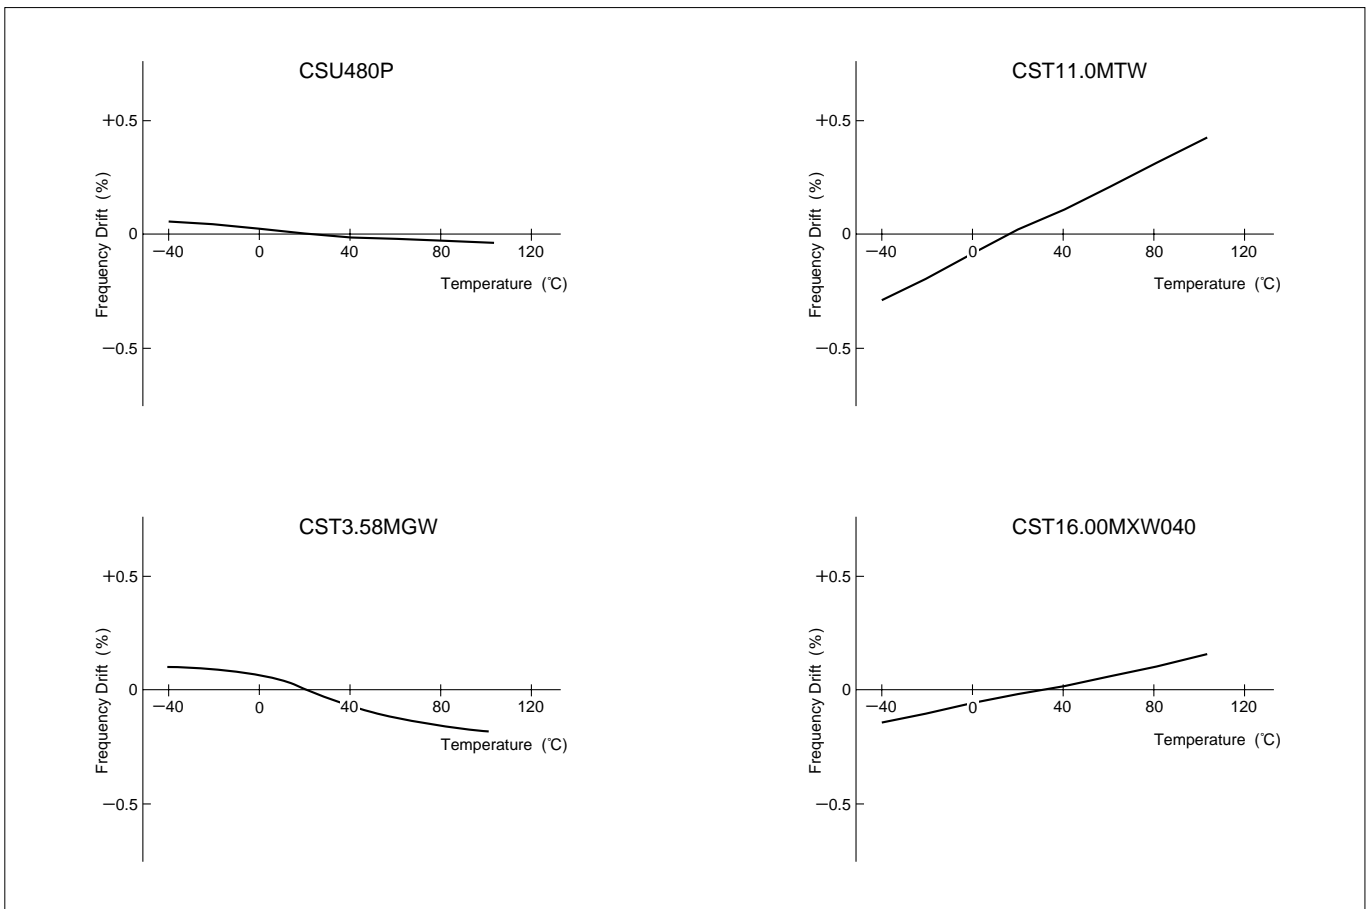 CSU480P
+0.5
0
−0.5
−40
0
40
80
120
Temperature (℃)
Frequency Drift (%)
CST11.0MTW
+0.5
0
−0.5
−40
0
40
80
120
Temperature (℃)
Frequency Drift (%)
CST3.58MGW
+0.5
0
−0.5
−40
0
40
80
120
Temperature (℃)
Frequency Drift (%)
CST16.00MXW040
+0.5
0
−0.5
−40
0
40
80
120
Temperature (℃)
Frequency Drift (%)